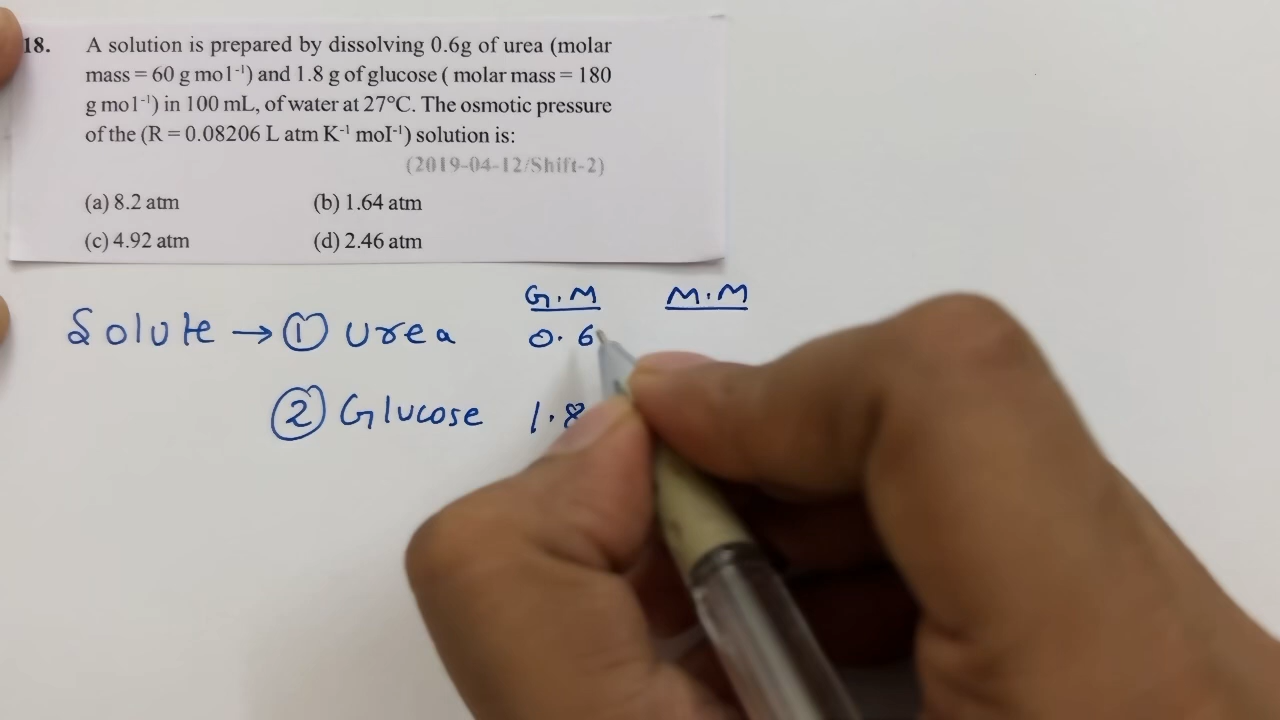 18. A solution is prepared by dissolving 0.6g of urea (molar
mass = 60 g mol⁻¹) and 1.8 g of glucose ( molar mass = 180
g mol⁻¹) in 100 mL, of water at 27°C. The osmotic pressure
of the (R = 0.08206 L atm K⁻¹ moI⁻¹) solution is:
(2019-04-12/Shift-2)
(a) 8.2 atm (b) 1.64 atm
(c) 4.92 atm (d) 2.46 atm
G.M M.M
Solute → ① Urea 0.6
② Glucose 1.8